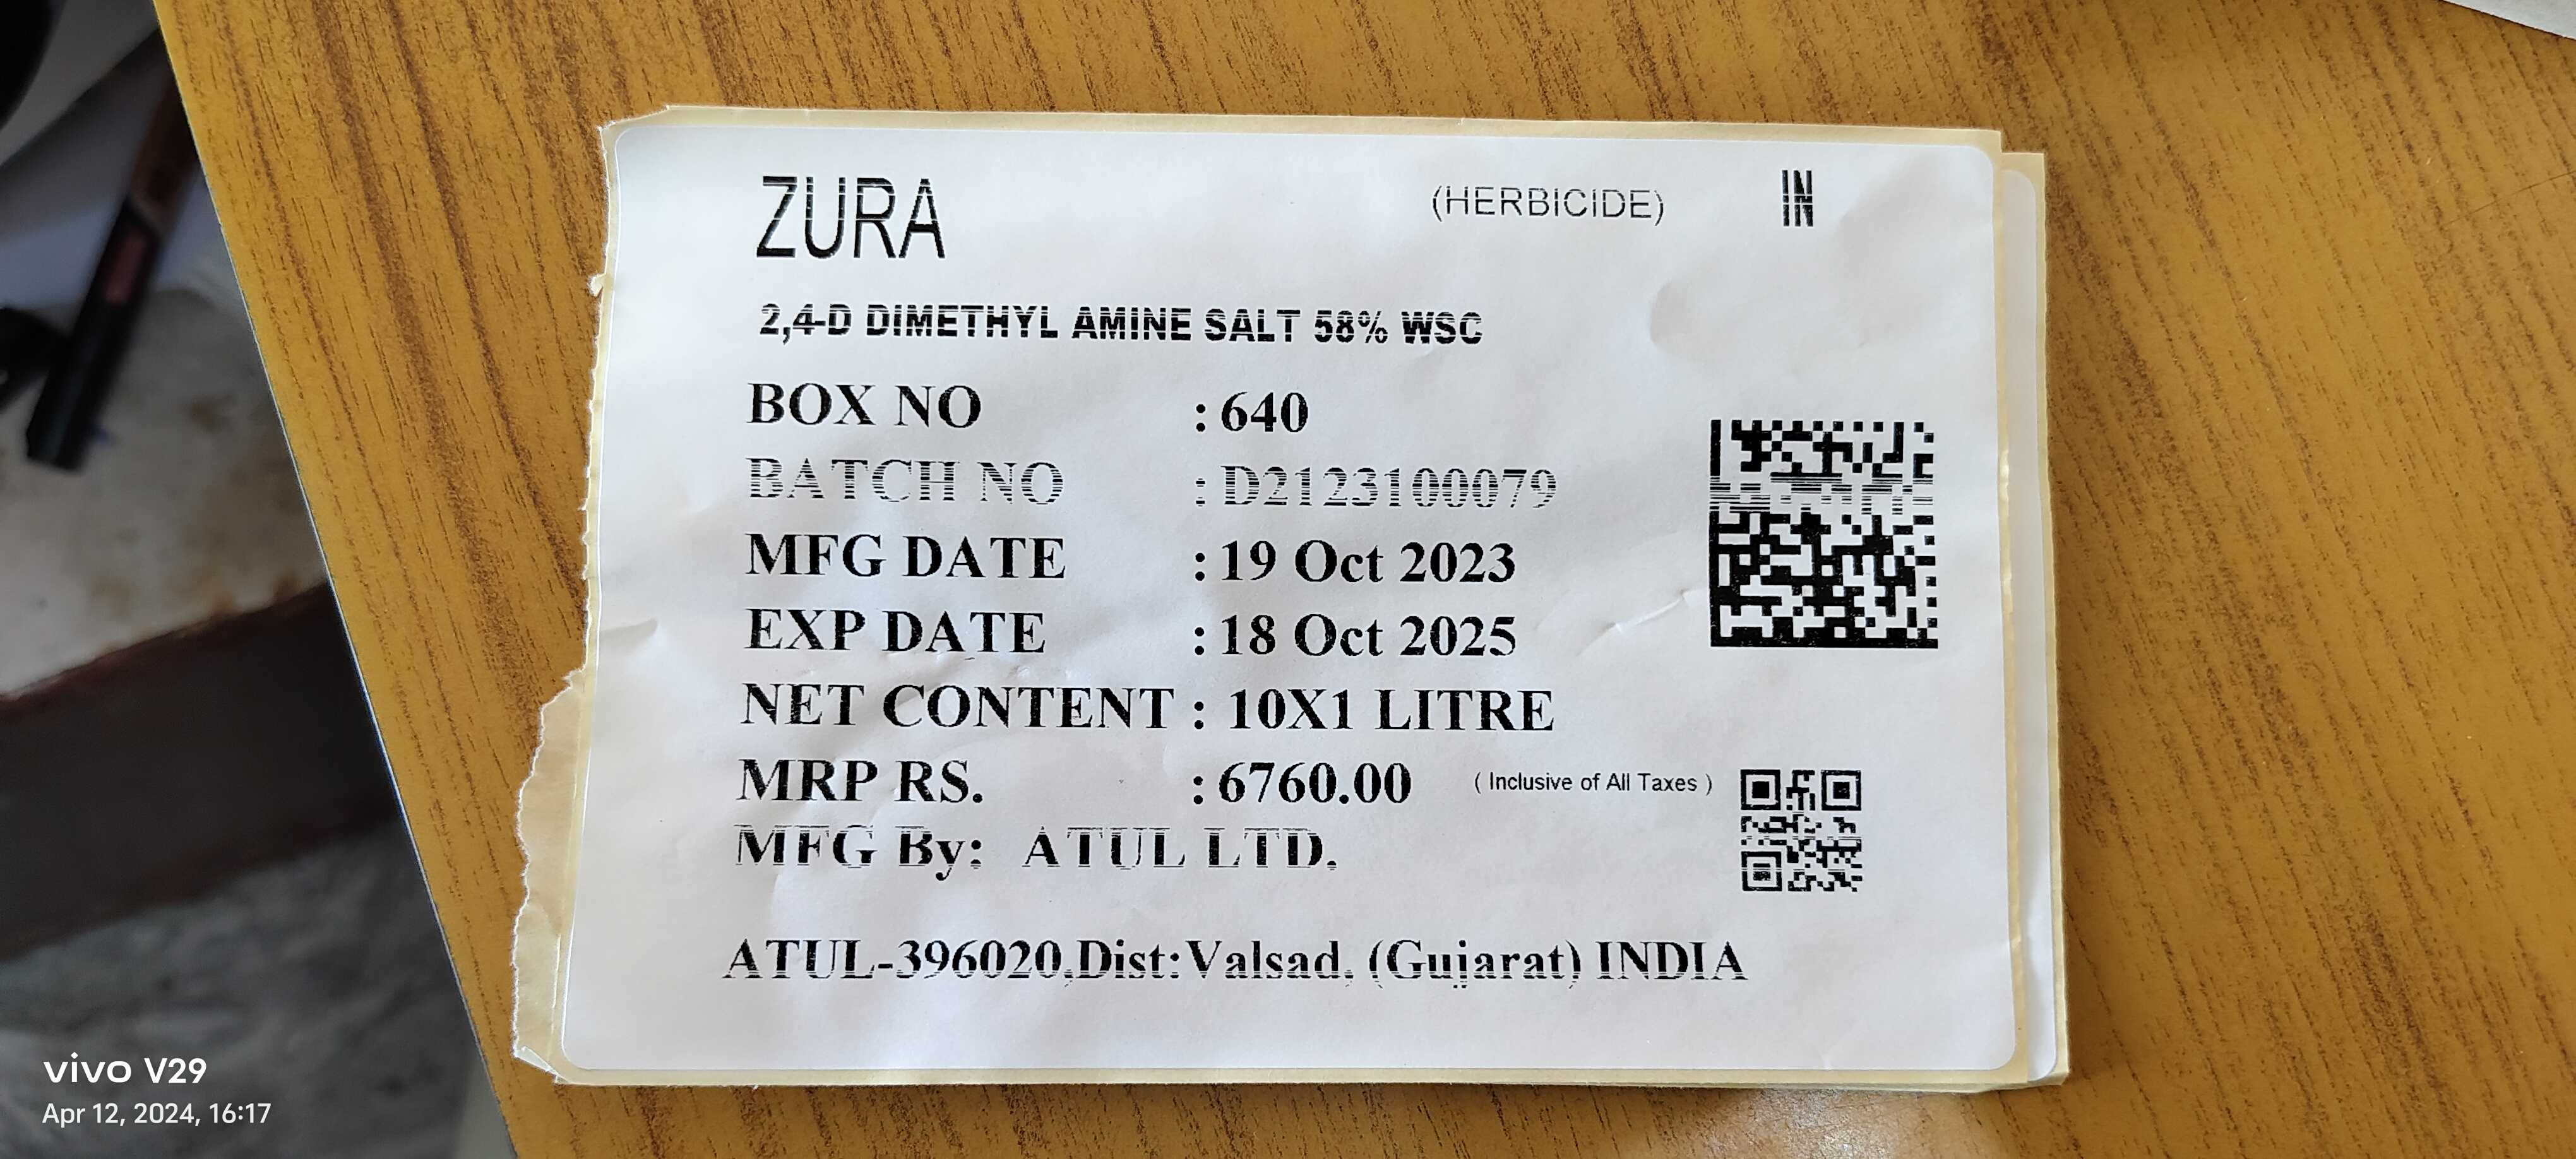 ZURA (HERBICIDE) IN
2,4-D DIMETHYL AMINE SALT 58% WSC
BOX NO : 640
BATCH NO : D2123100079
MFG DATE : 19 Oct 2023
EXP DATE : 18 Oct 2025
NET CONTENT : 10X1 LITRE
MRP RS. : 6760.00 ( Inclusive of All Taxes )
MFG By: ATUL LTD.
ATUL-396020,Dist:Valsad, (Gujarat) INDIA
vivo V29
Apr 12, 2024, 16:17